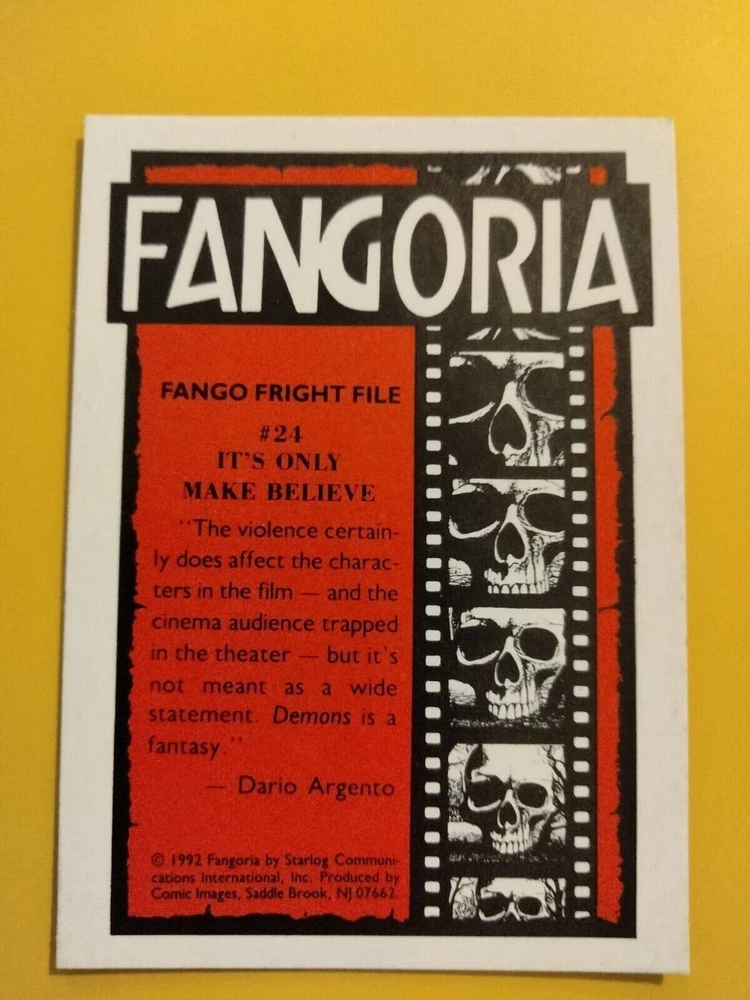 FANGORIA
FANGO FRIGHT FILE
#24
IT'S ONLY
MAKE BELIEVE
"The violence certain-
ly does affect the charac-
ters in the film — and the
cinema audience trapped
in the theater — but it's
not meant as a wide
statement. Demons is a
fantasy."
— Dario Argento
© 1992 Fangoria by Starlog Communi-
cations International, Inc. Produced by
Comic Images, Saddle Brook, NJ 07662.